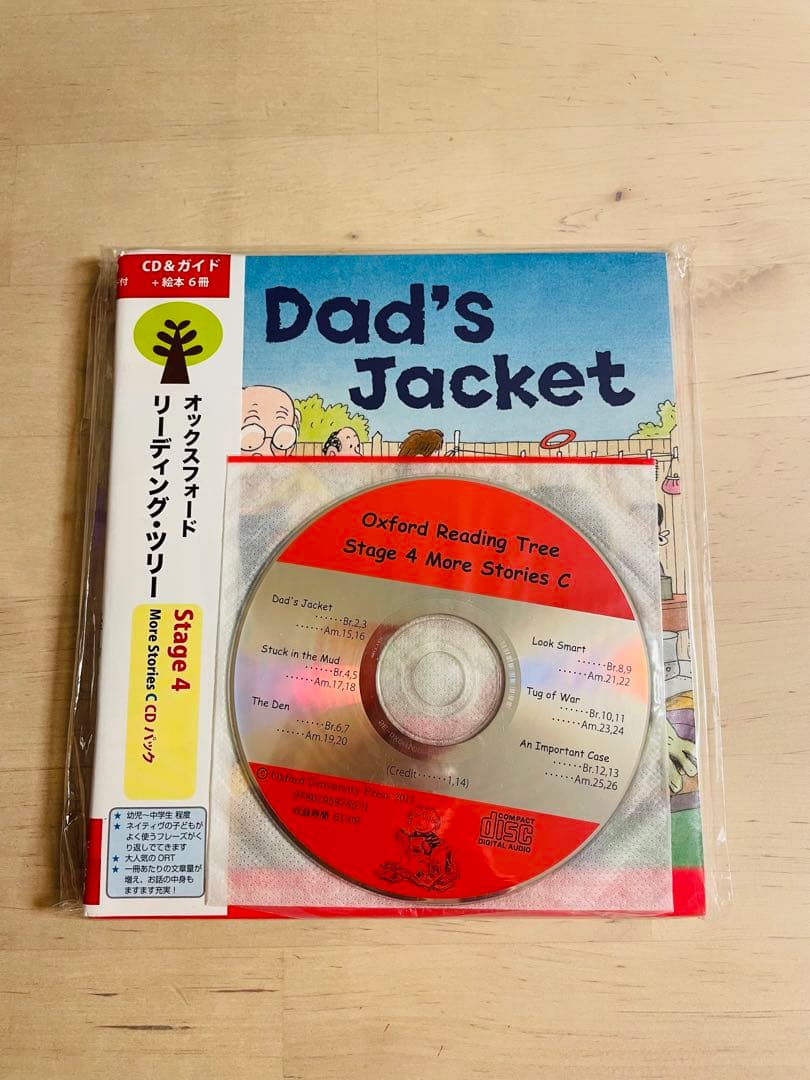 CD&ガイド
付 + 絵本 6 冊
オックスフォード
リーディング・ツリー
Stage 4
More Stories C CD パック
★ 幼児〜中学生 程度
★ ネイティヴの子どもが
よく使うフレーズがく
り返しでてきます
★ 大人気の ORT
★ 一冊あたりの文章量が
増え、お話の中身も
ますます充実!
Dad's
Jacket
Oxford Reading Tree
Stage 4 More Stories C
Dad's Jacket
······Br.2,3
······Am.15,16
Stuck in the Mud
······Br.4,5
······Am.17,18
The Den
······Br.6,7
······Am.19,20
Look Smart
······Br.8,9
······Am.21,22
Tug of War
······Br.10,11
······Am.23,24
An Important Case
······Br.12,13
······Am.25,26
(Credit······1,14)
© Oxford University Press
収録時間 61:09
COMPACT
disc
DIGITAL AUDIO